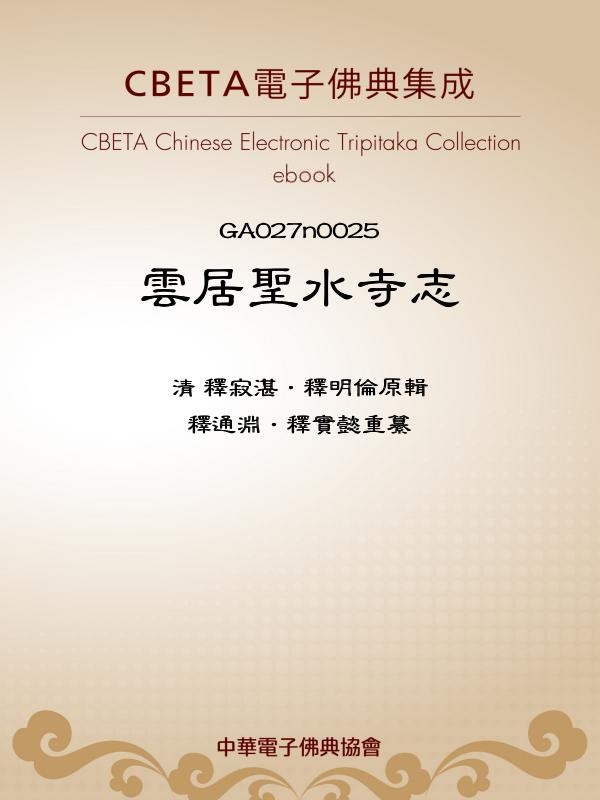 CBETA電子佛典集成
CBETA Chinese Electronic Tripitaka Collection
ebook
GA027n0025
雲居聖水寺志
清 釋寂湛．釋明倫原輯
釋通淵．釋實懿重纂
中華電子佛典協會